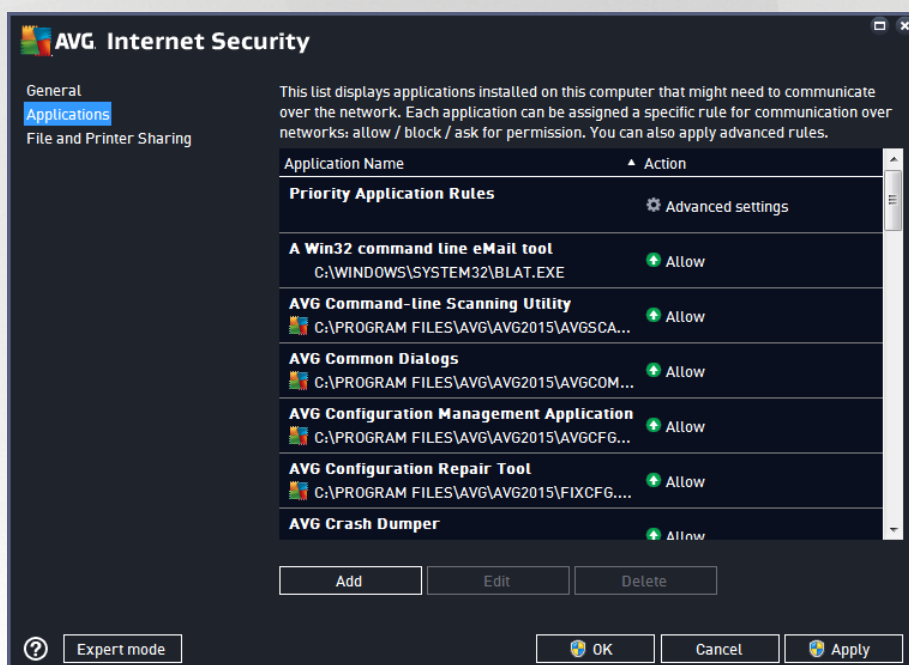 AVG. Internet Security
General
Applications
File and Printer Sharing
This list displays applications installed on this computer that might need to communicate
over the network. Each application can be assigned a specific rule for communication over
networks: allow / block / ask for permission. You can also apply advanced rules.
Application Name Action
Priority Application Rules
Advanced settings
A Win32 command line eMail tool
C:\WINDOWS\SYSTEM32\BLAT.EXE
Allow
AVG Command-line Scanning Utility
C:\PROGRAM FILES\AVG\AVG2015\AVGSCA...
Allow
AVG Common Dialogs
C:\PROGRAM FILES\AVG\AVG2015\AVGCOM...
Allow
AVG Configuration Management Application
C:\PROGRAM FILES\AVG\AVG2015\AVGCFG...
Allow
AVG Configuration Repair Tool
C:\PROGRAM FILES\AVG\AVG2015\FIXCFG....
Allow
AVG Crash Dumper
Allow
Add Edit Delete
? Expert mode OK Cancel Apply